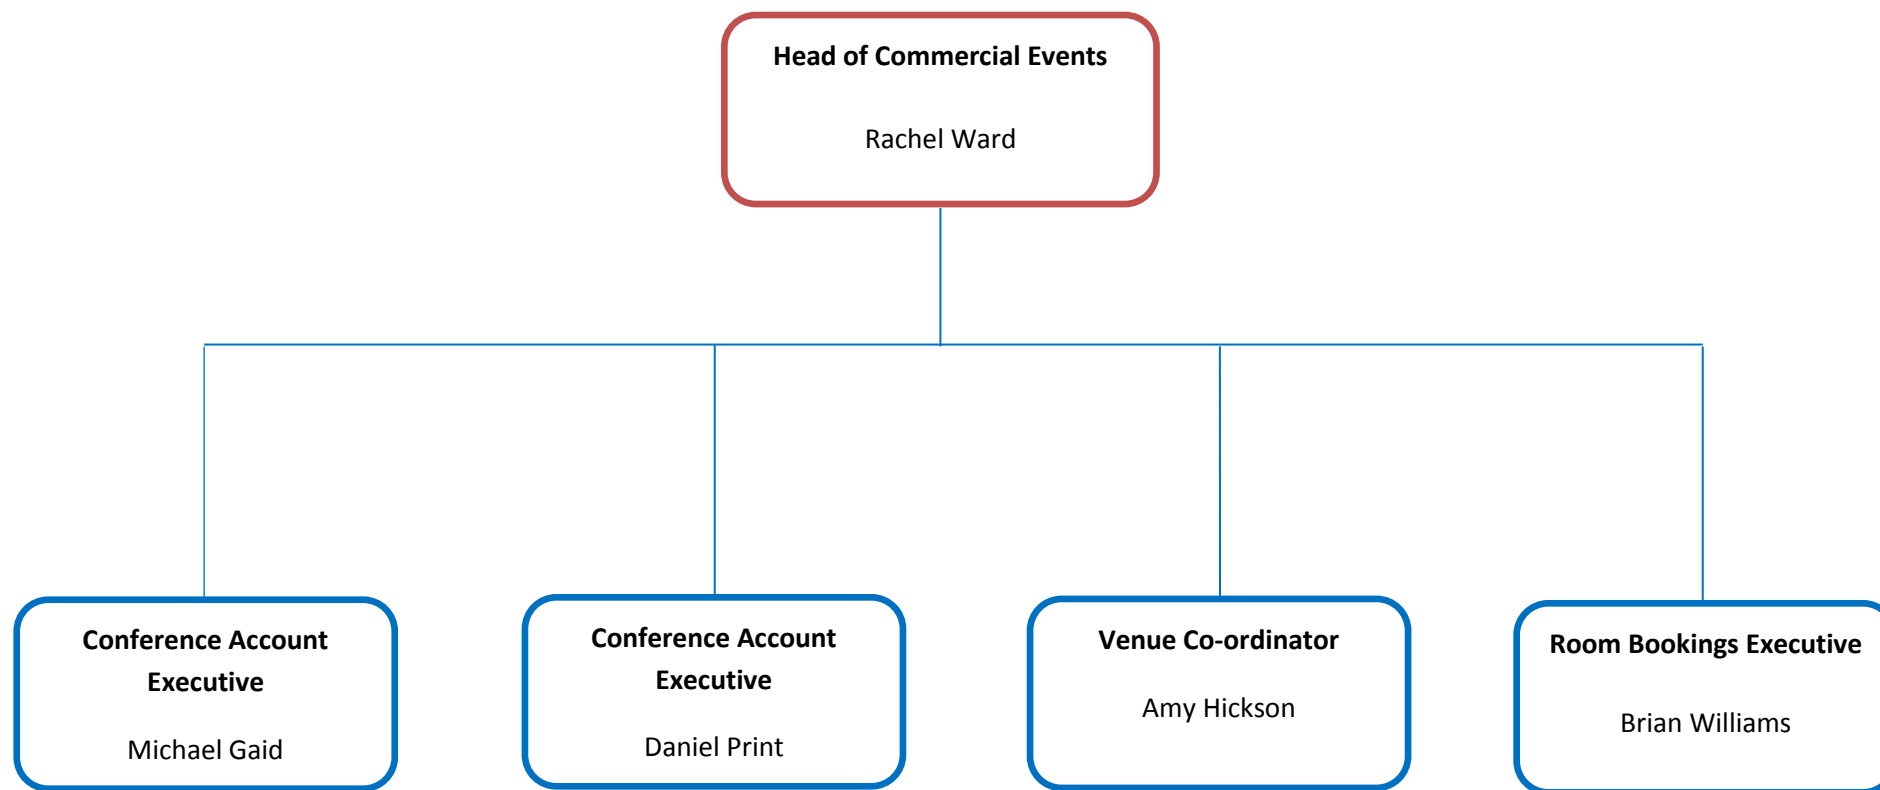 Head of Commercial Events
Rachel Ward
Conference Account
Executive
Michael Gaid
Conference Account
Executive
Daniel Print
Venue Co-ordinator
Amy Hickson
Room Bookings Executive
Brian Williams